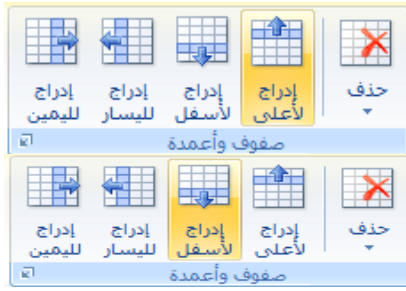 حذف
إدراج لأعلى
إدراج لأسفل
إدراج لليسار
إدراج لليمين
صفوف وأعمدة
حذف
إدراج لأعلى
إدراج لأسفل
إدراج لليسار
إدراج لليمين
صفوف وأعمدة